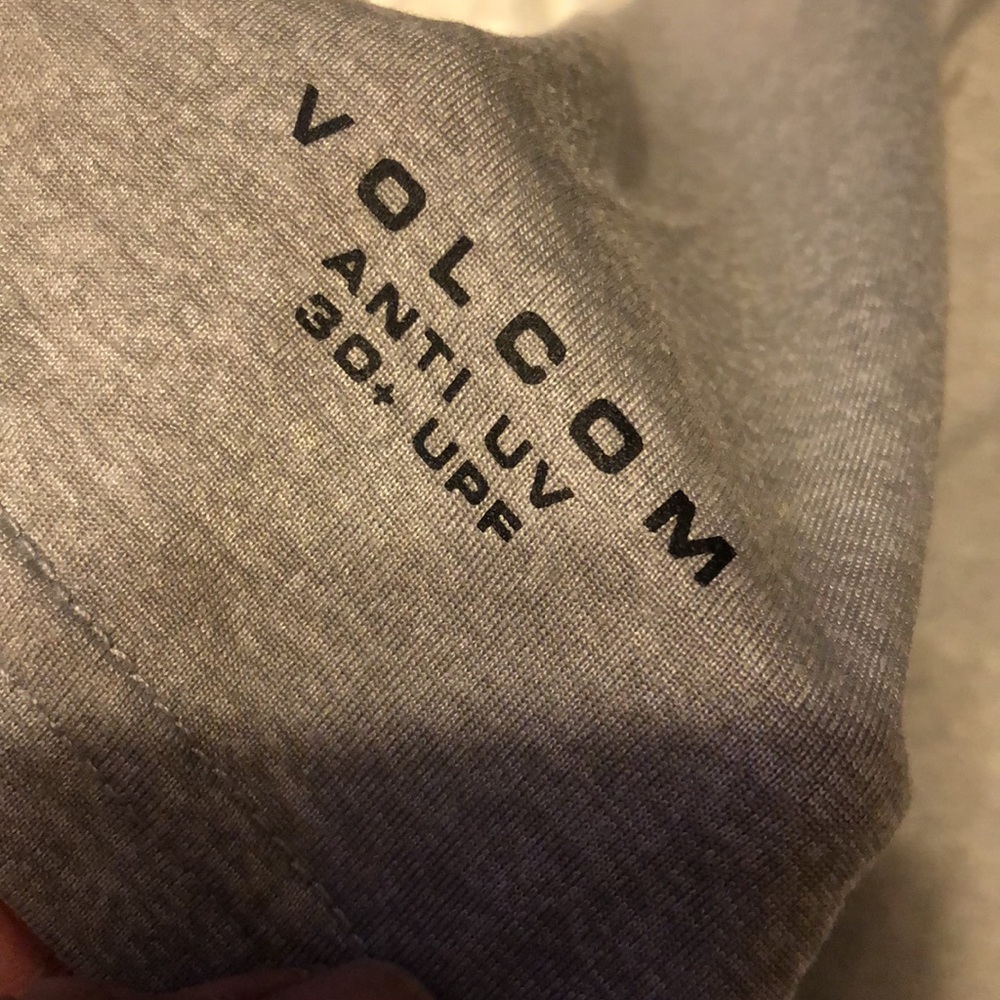 VOLCOM
ANTI UV
30+ UPF